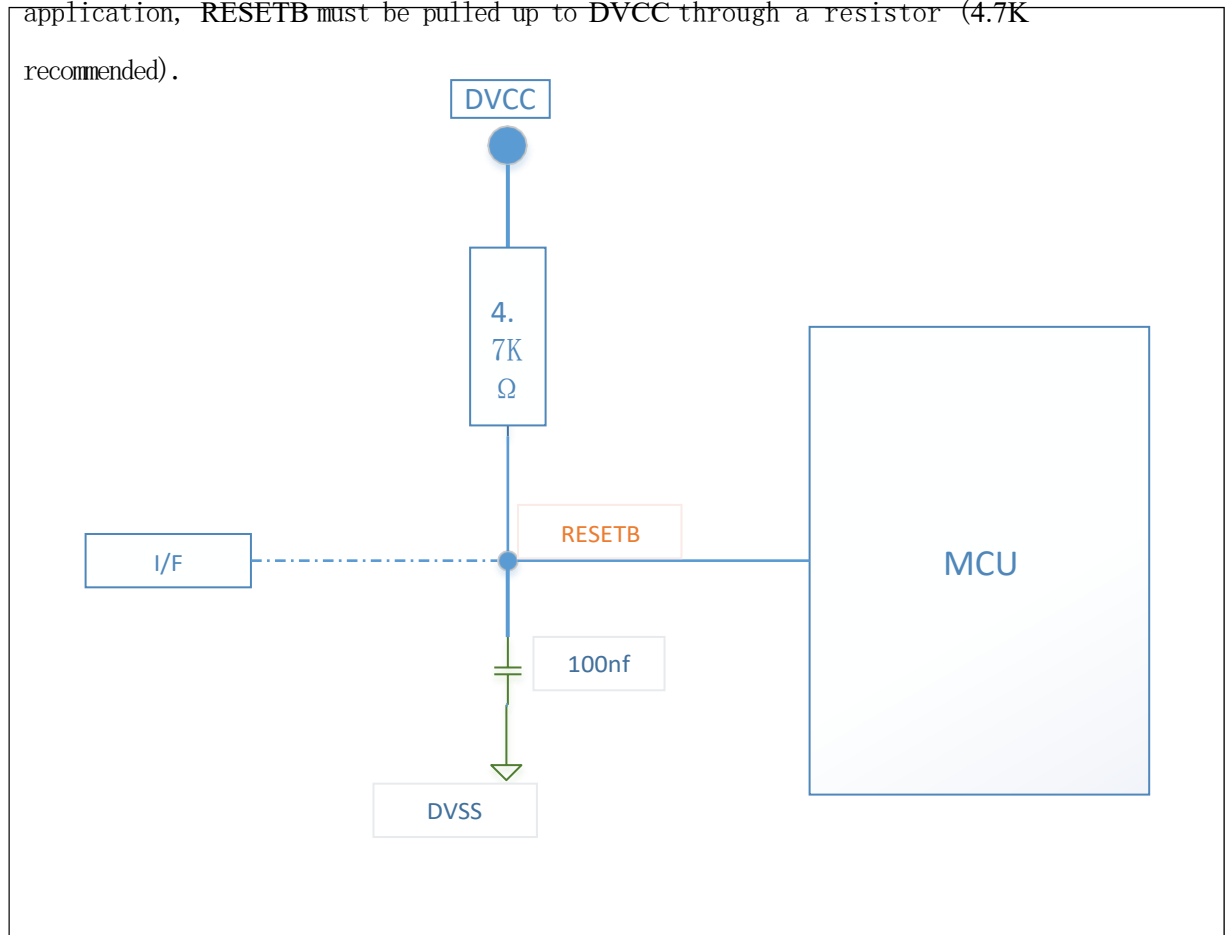 application, RESETB must be pulled up to DVCC through a resistor (4.7K
recommended).
DVCC
4.
7K
Ω
RESETB
I/F
MCU
100nf
DVSS